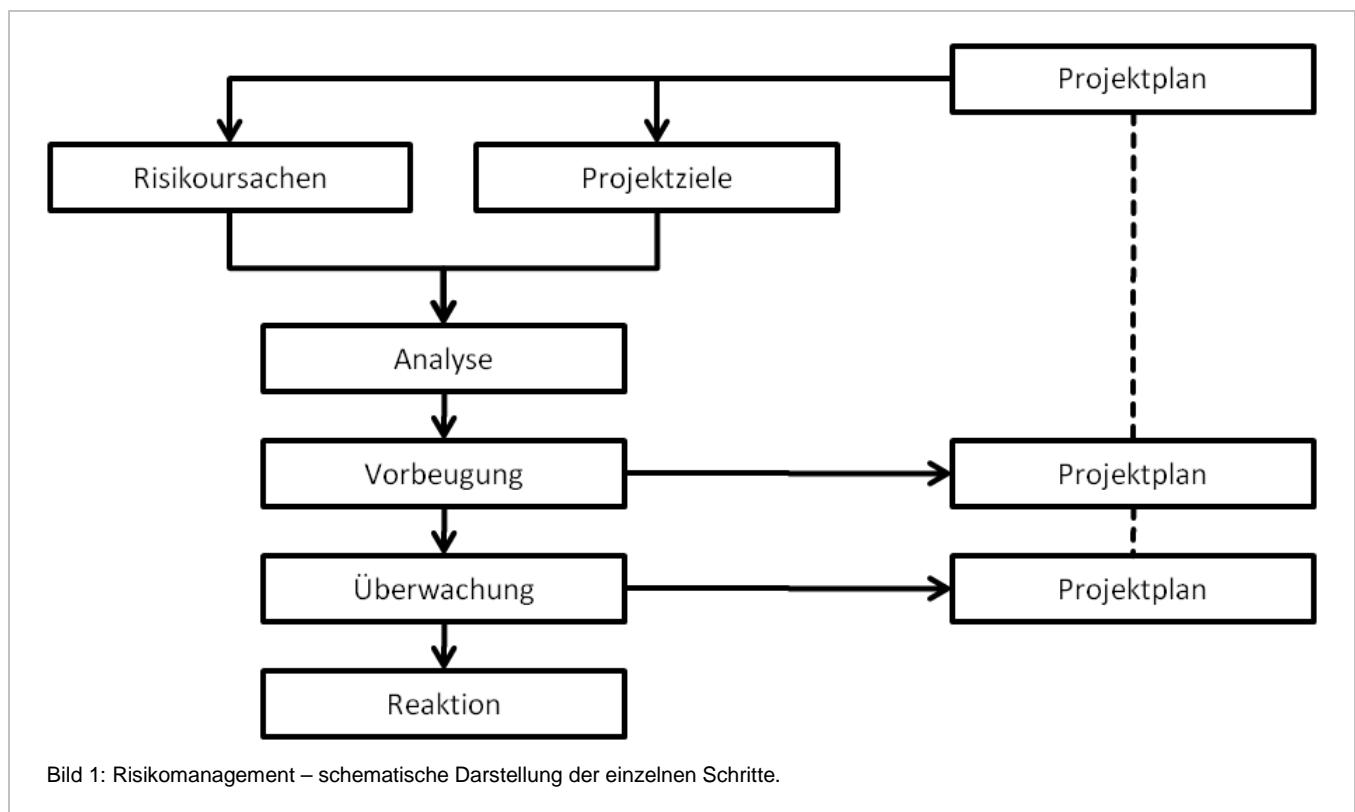 Projektplan
Risikoursachen
Projektziele
Analyse
Vorbeugung
Projektplan
Überwachung
Projektplan
Reaktion
Bild 1: Risikomanagement – schematische Darstellung der einzelnen Schritte.